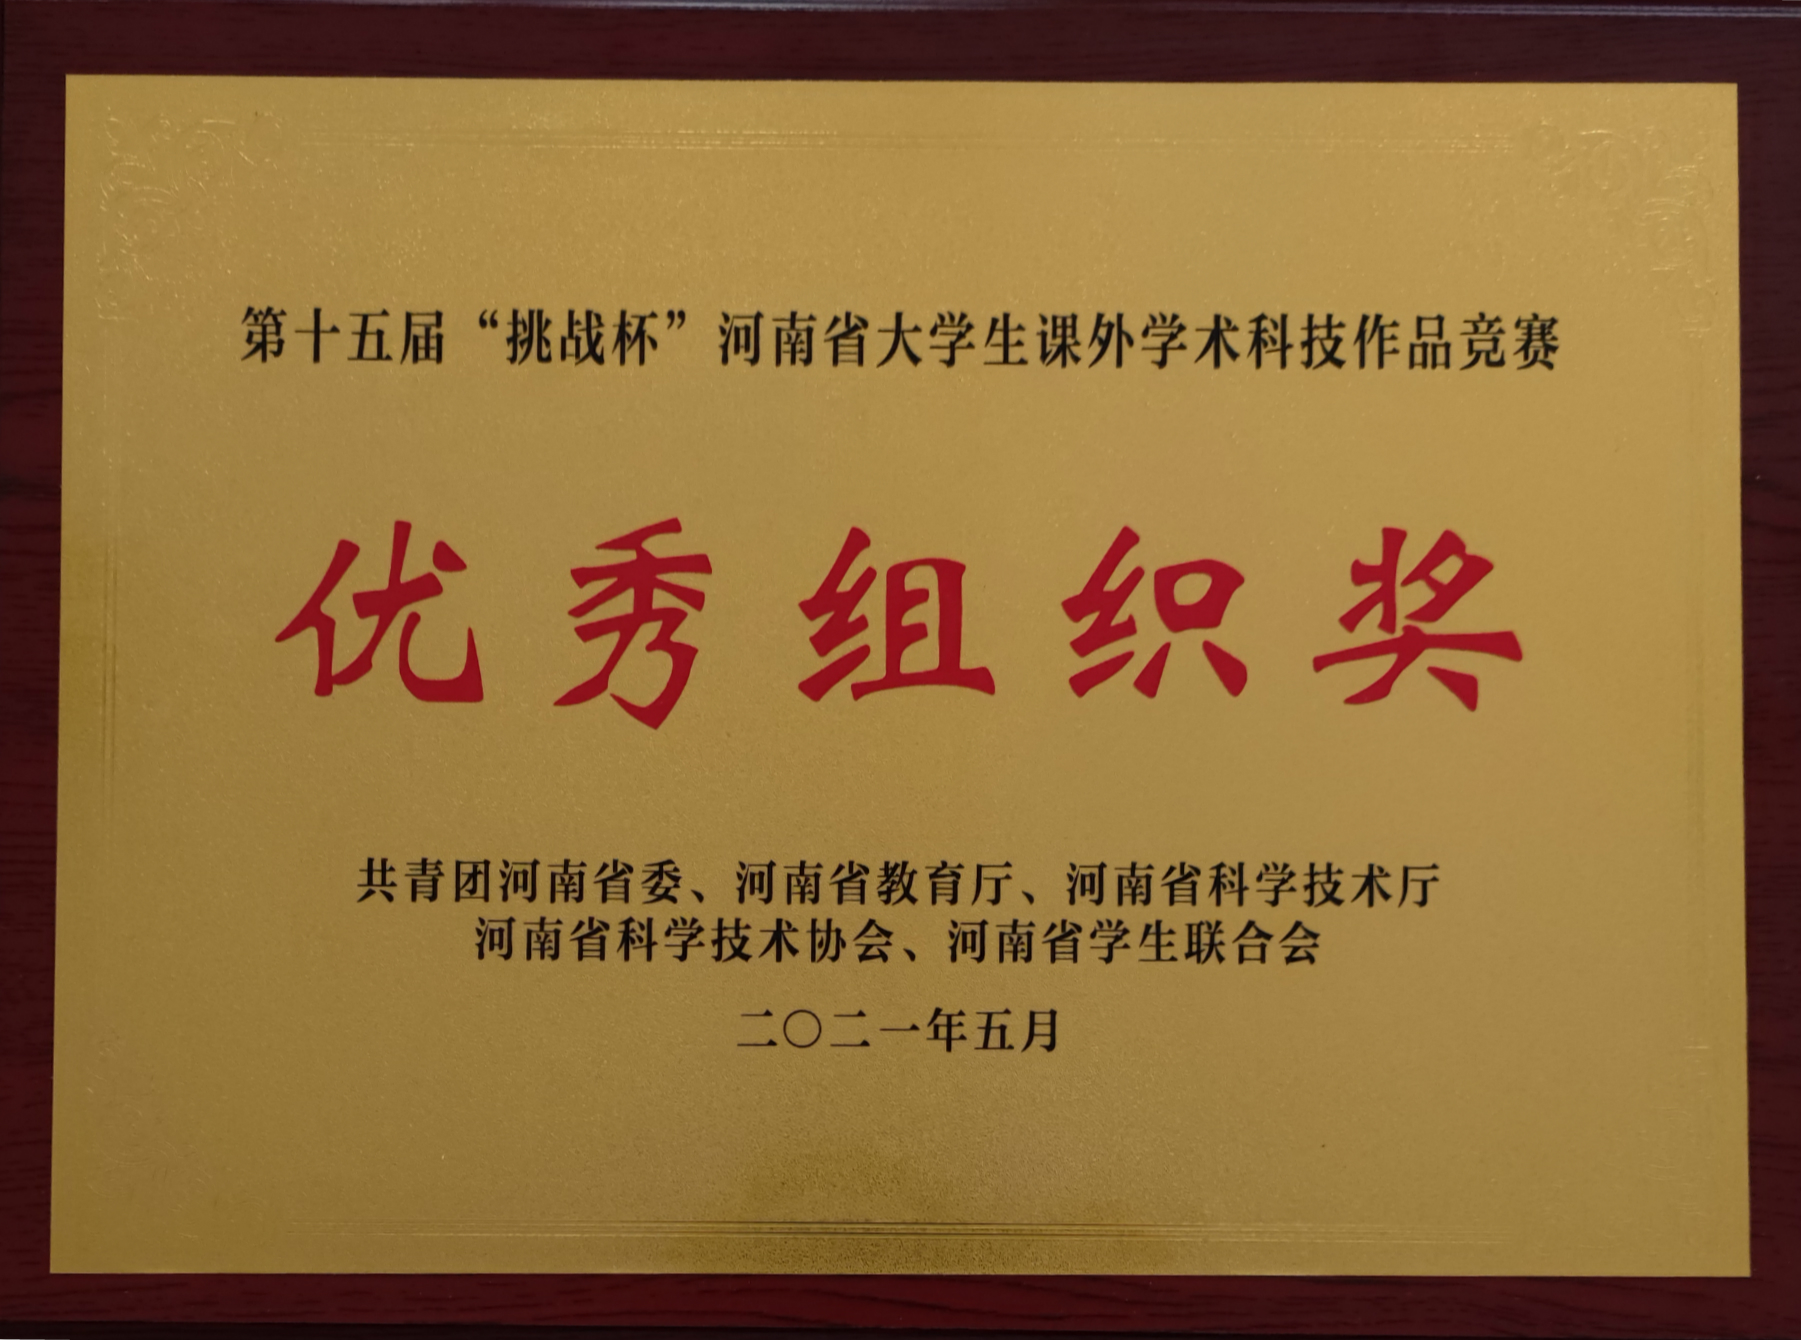 第十五届“挑战杯”河南省大学生课外学术科技作品竞赛
优秀组织奖
共青团河南省委、河南省教育厅、河南省科学技术厅
河南省科学技术协会、河南省学生联合会
二〇二一年五月